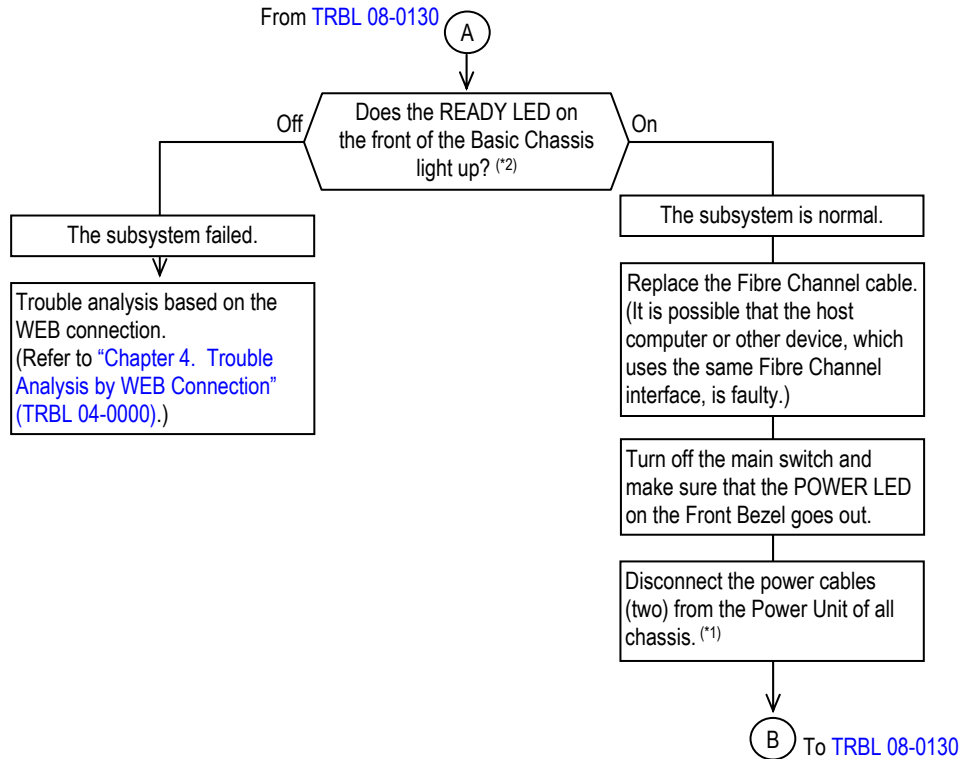 From TRBL 08-0130
A
Does the READY LED on
the front of the Basic Chassis
light up? (*2)
Off
On
The subsystem failed.
Trouble analysis based on the
WEB connection.
(Refer to “Chapter 4. Trouble
Analysis by WEB Connection”
(TRBL 04-0000).)
The subsystem is normal.
Replace the Fibre Channel cable.
(It is possible that the host
computer or other device, which
uses the same Fibre Channel
interface, is faulty.)
Turn off the main switch and
make sure that the POWER LED
on the Front Bezel goes out.
Disconnect the power cables
(two) from the Power Unit of all
chassis. (*1)
B
To TRBL 08-0130